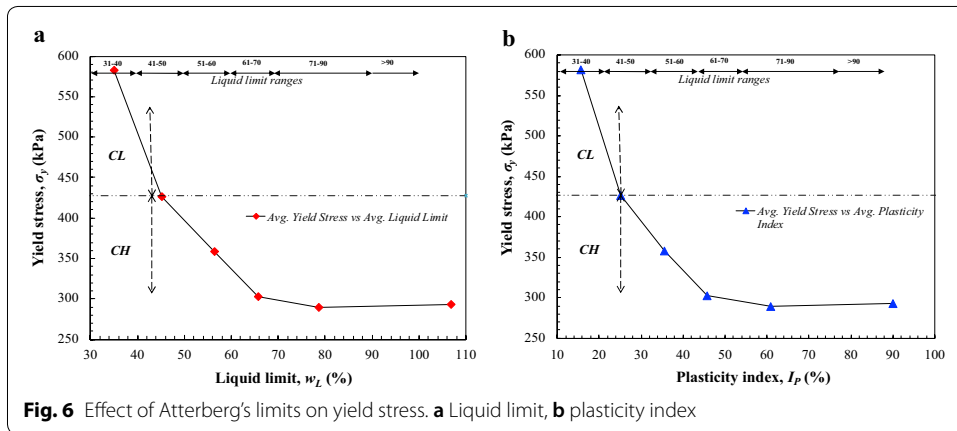 a
600
550
500
450
400
350
300
250
Yield stress, σy (kPa)
31-40 41-50 51-60 61-70 71-90 >90
Liquid limit ranges
CL
CH
Avg. Yield Stress vs Avg. Liquid Limit
30 40 50 60 70 80 90 100 110
Liquid limit, wL (%)
b
600
550
500
450
400
350
300
250
Yield stress, σy (kPa)
31-40 41-50 51-60 61-70 71-90 >90
Liquid limit ranges
CL
CH
Avg. Yield Stress vs Avg. Plasticity
Index
10 20 30 40 50 60 70 80 90 100
Plasticity index, IP (%)
Fig. 6 Effect of Atterberg's limits on yield stress. a Liquid limit, b plasticity index